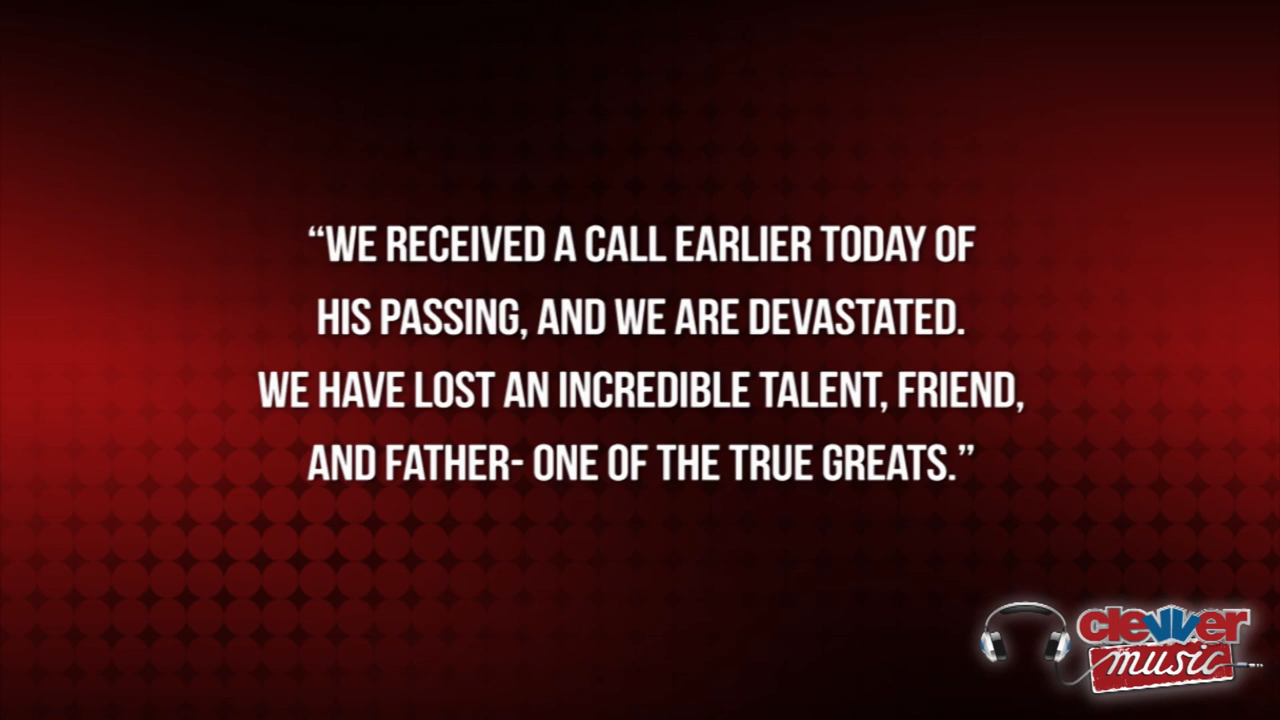 “WE RECEIVED A CALL EARLIER TODAY OF
HIS PASSING, AND WE ARE DEVASTATED.
WE HAVE LOST AN INCREDIBLE TALENT, FRIEND,
AND FATHER- ONE OF THE TRUE GREATS.”
clevver
music